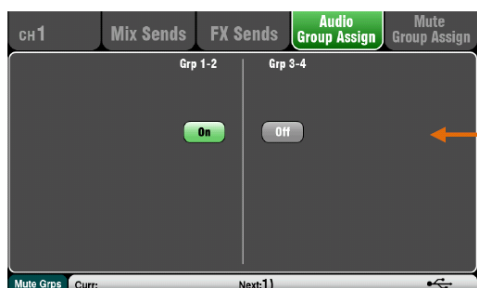 CH1 Mix Sends FX Sends Audio Group Assign Mute Group Assign
Grp 1-2 Grp 3-4
On Off
Mute Grps Curr: Next:1)